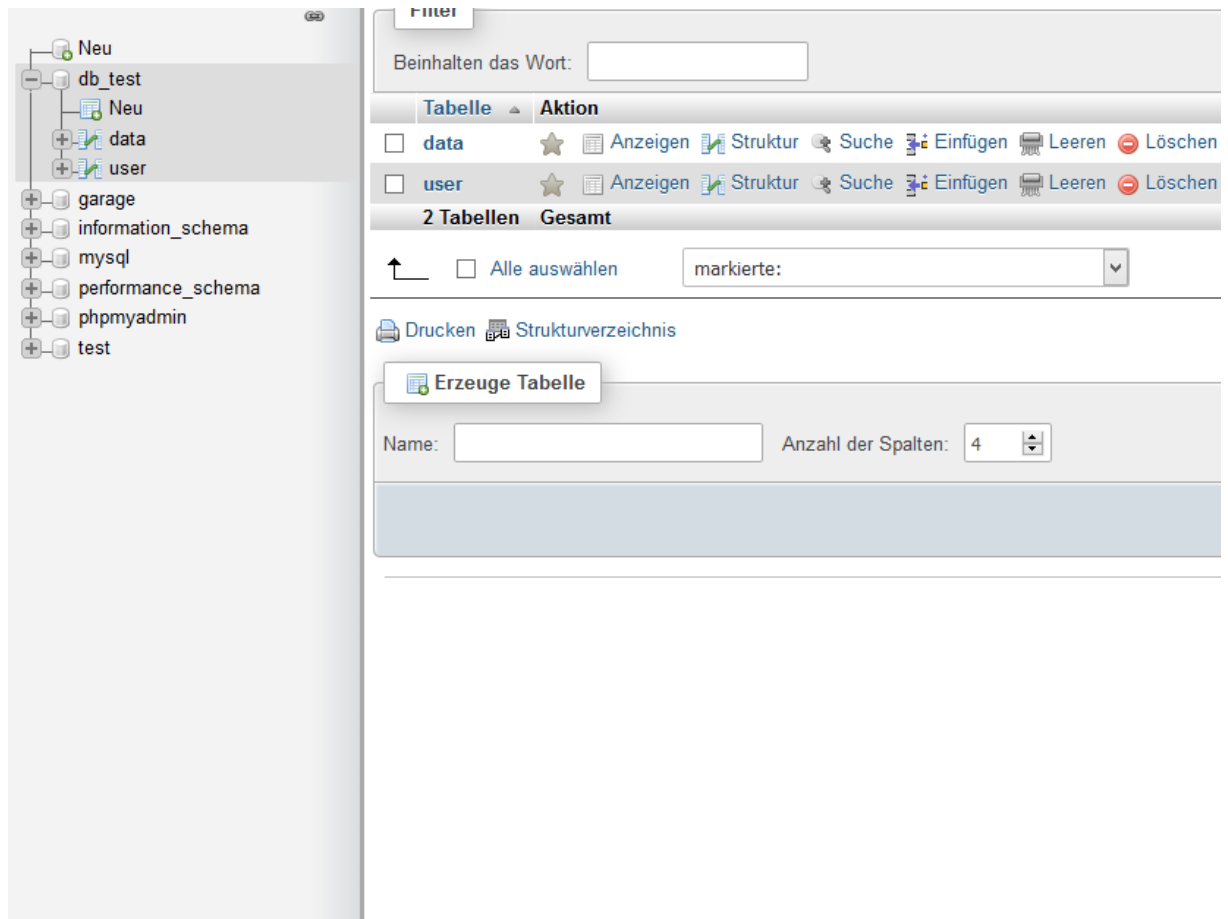 Neu
db_test
Neu
data
user
garage
information_schema
mysql
performance_schema
phpmyadmin
test
Filter
Beinhalten das Wort:
Tabelle Aktion
data Anzeigen Struktur Suche Einfügen Leeren Löschen
user Anzeigen Struktur Suche Einfügen Leeren Löschen
2 Tabellen Gesamt
Alle auswählen markierte:
Drucken Strukturverzeichnis
Erzeuge Tabelle
Name: Anzahl der Spalten: 4